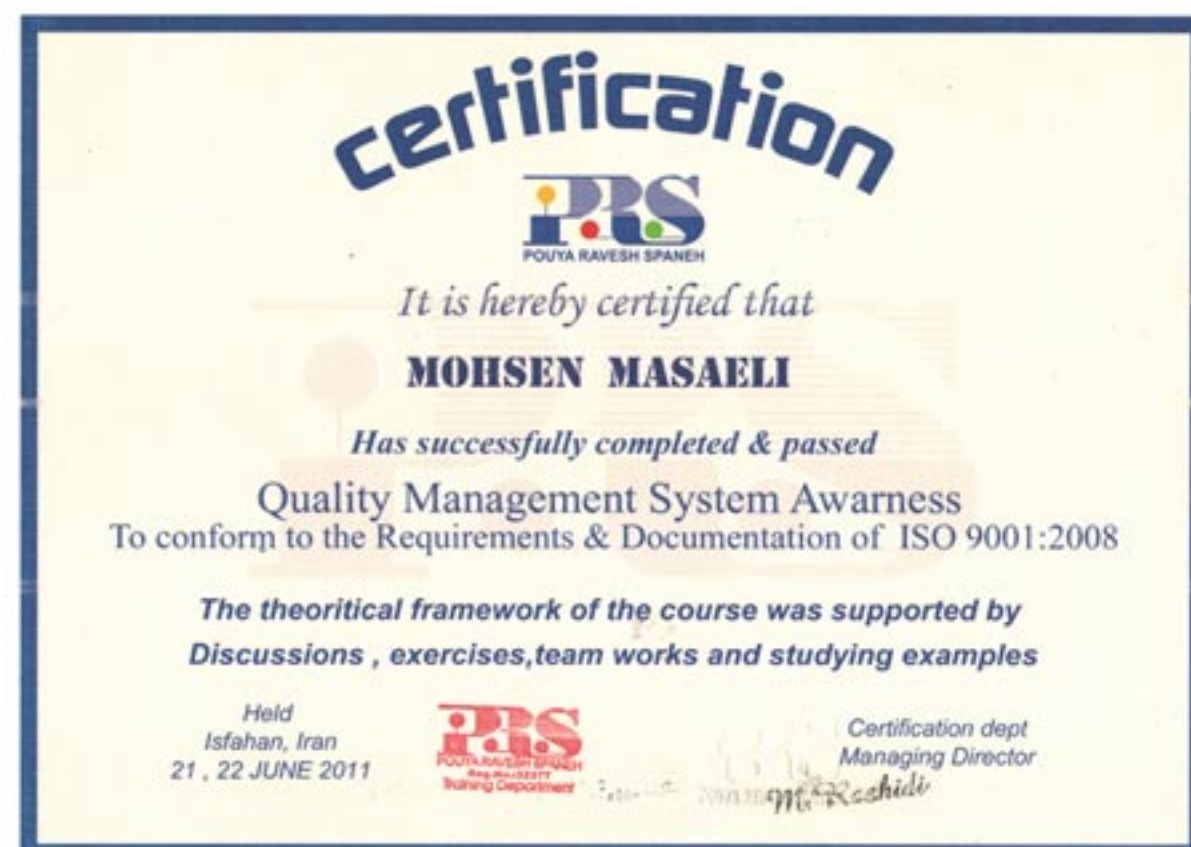 certification
PRS
POUYA RAVESH SPANEH
It is hereby certified that
MOHSEN MASAELI
Has successfully completed & passed
Quality Management System Awarness
To conform to the Requirements & Documentation of ISO 9001:2008
The theoritical framework of the course was supported by
Discussions , exercises,team works and studying examples
Held
Isfahan, Iran
21 , 22 JUNE 2011
PRS
POUYA RAVESH SPANEH
Training Department
Certification dept
Managing Director
M. Rashidi